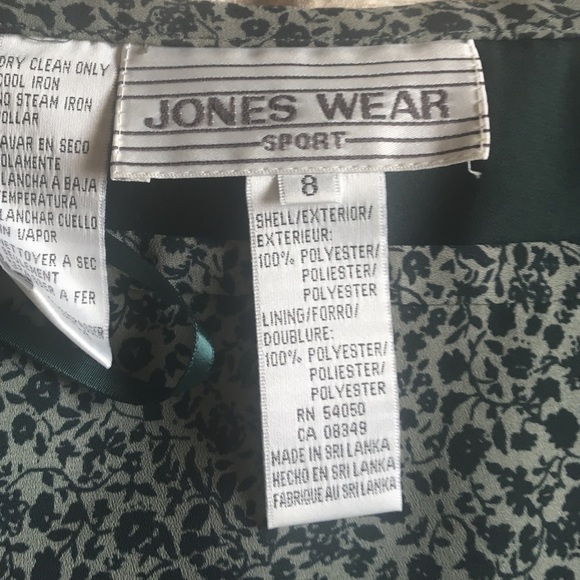 DRY CLEAN ONLY
COOL IRON
NO STEAM IRON
COLLAR
LAVAR EN SECO
SOLAMENTE
PLANCHA A BAJA
TEMPERATURA
PLANCHAR CUELLO
SIN VAPOR
NETTOYER A SEC
FER
JONES WEAR
SPORT
8
SHELL/EXTERIOR/
EXTERIEUR:
100% POLYESTER/
POLIESTER/
POLYESTER
LINING/FORRO/
DOUBLURE:
100% POLYESTER/
POLIESTER/
POLYESTER
RN 54050
CA 08349
MADE IN SRI LANKA
HECHO EN SRI LANKA
FABRIQUE AU SRI LANKA